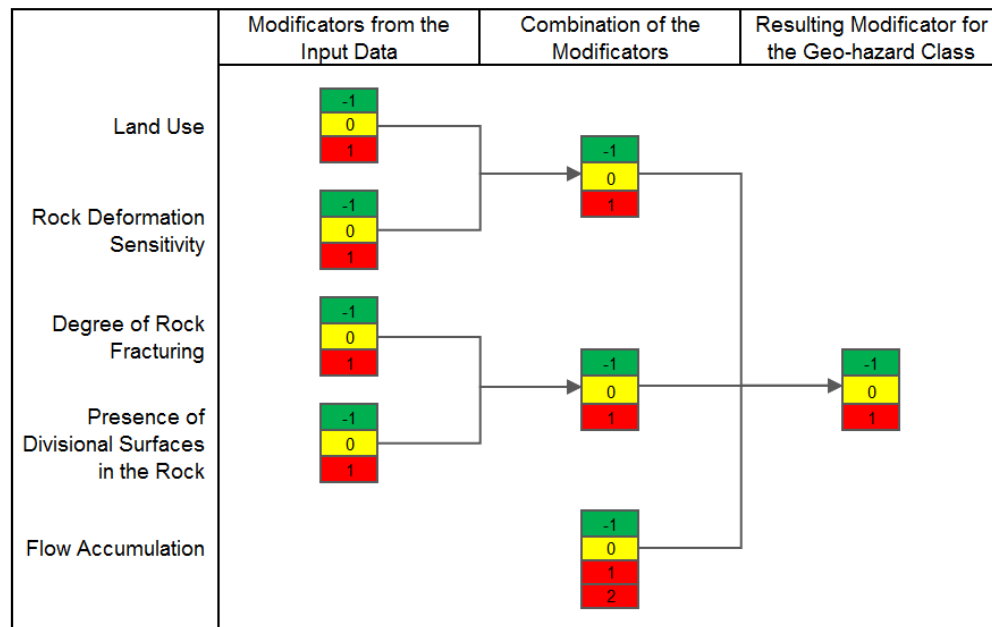 Modificators from the
Input Data
Combination of the
Modificators
Resulting Modificator for
the Geo-hazard Class
Land Use
-1
0
1
-1
0
1
Rock Deformation
Sensitivity
-1
0
1
Degree of Rock
Fracturing
-1
0
1
-1
0
1
-1
0
1
Presence of
Divisional Surfaces
in the Rock
-1
0
1
Flow Accumulation
-1
0
1
2